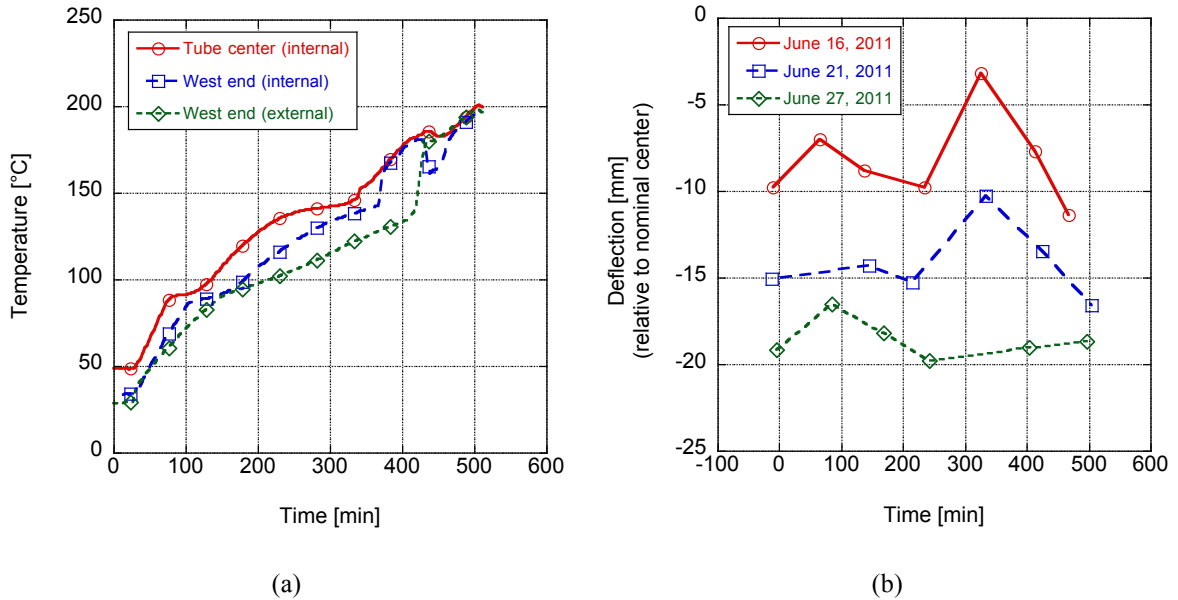 250
200
150
100
50
0
Temperature [°C]
Tube center (internal)
West end (internal)
West end (external)
0 100 200 300 400 500 600
Time [min]
(a)
0
-5
-10
-15
-20
-25
Deflection [mm]
(relative to nominal center)
June 16, 2011
June 21, 2011
June 27, 2011
-100 0 100 200 300 400 500 600
Time [min]
(b)